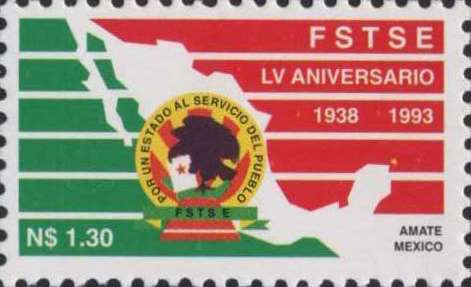 FSTSE
LV ANIVERSARIO
1938 1993
POR UN ESTADO AL SERVICIO DEL PUEBLO
FSTSE
N$ 1.30
AMATE
MEXICO